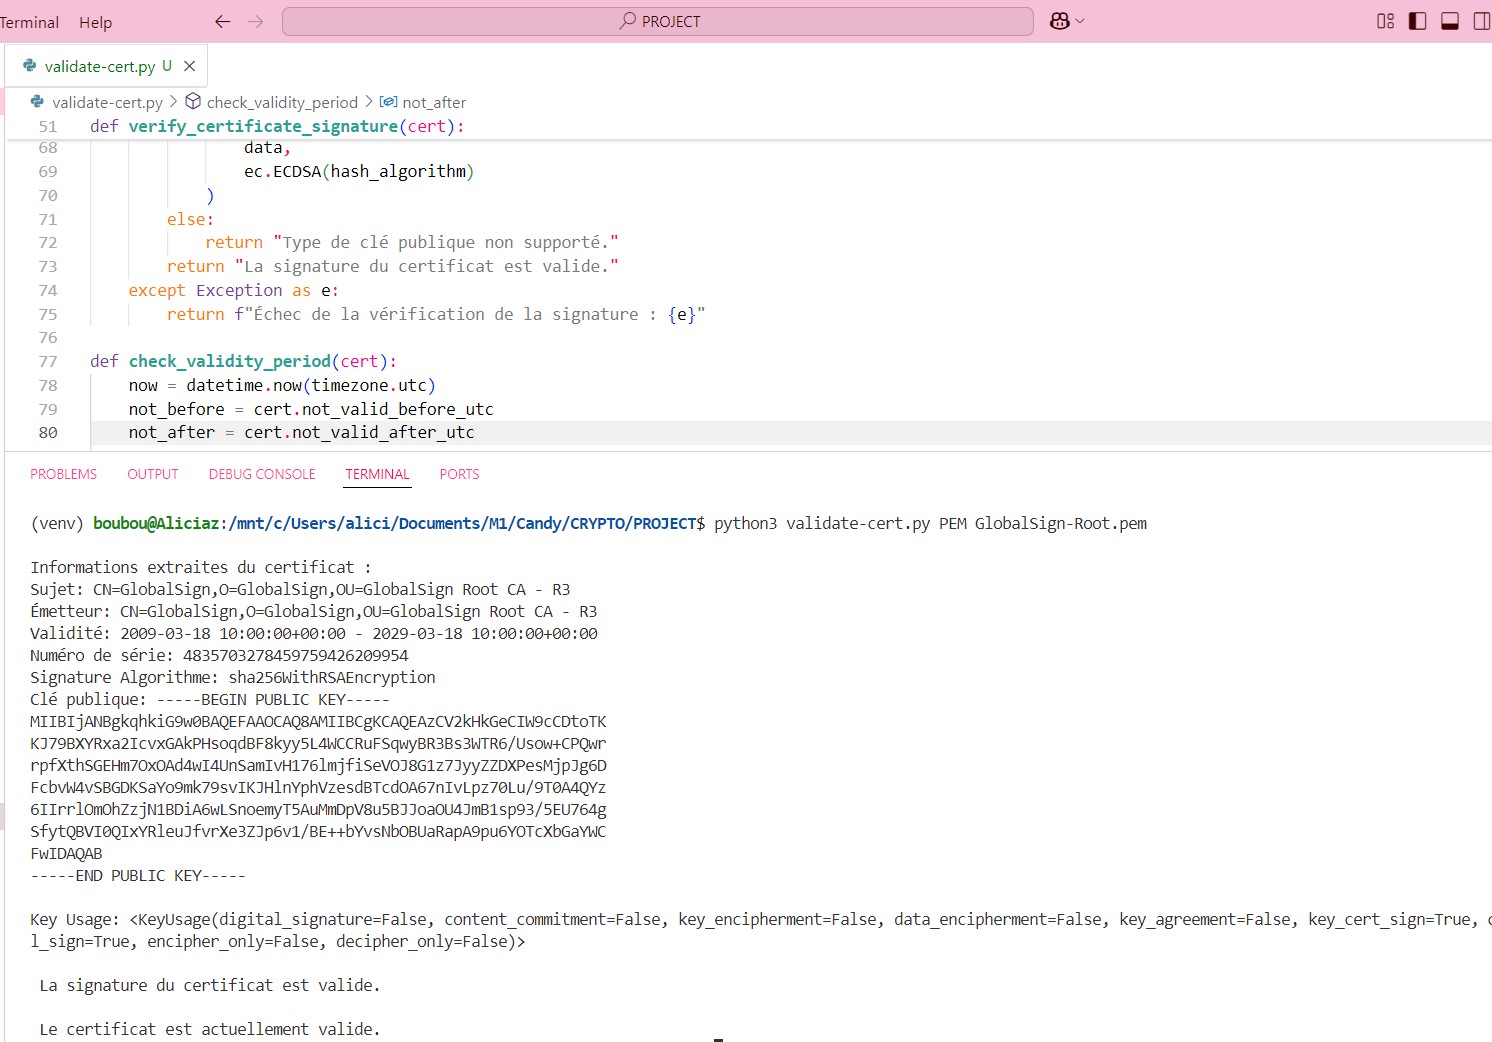 Terminal Help PROJECT
validate-cert.py U
validate-cert.py > check_validity_period > not_after
51 def verify_certificate_signature(cert):
68 data,
69 ec.ECDSA(hash_algorithm)
70 )
71 else:
72 return "Type de clé publique non supporté."
73 return "La signature du certificat est valide."
74 except Exception as e:
75 return f"Échec de la vérification de la signature : {e}"
76
77 def check_validity_period(cert):
78 now = datetime.now(timezone.utc)
79 not_before = cert.not_valid_before_utc
80 not_after = cert.not_valid_after_utc
PROBLEMS OUTPUT DEBUG CONSOLE TERMINAL PORTS
(venv) boubou@Aliciaz:/mnt/c/Users/alici/Documents/M1/Candy/CRYPTO/PROJECT$ python3 validate-cert.py PEM GlobalSign-Root.pem
Informations extraites du certificat :
Sujet: CN=GlobalSign,O=GlobalSign,OU=GlobalSign Root CA - R3
Émetteur: CN=GlobalSign,O=GlobalSign,OU=GlobalSign Root CA - R3
Validité: 2009-03-18 10:00:00+00:00 - 2029-03-18 10:00:00+00:00
Numéro de série: 4835703278459759426209954
Signature Algorithme: sha256WithRSAEncryption
Clé publique: -----BEGIN PUBLIC KEY-----
MIIBIjANBgkqhkiG9w0BAQEFAAOCAQ8AMIIBCgKCAQEAzCV2kHkGeCIW9cCDtoTK
KJ79BXYRxa2IcvxGAkPHsoqdBF8kyy5L4WCCRuFSqwyBR3Bs3WTR6/Usow+CPQwr
rpfXthSGEHm7OxOAd4wI4UnSamIvH176lmjfiSeVOJ8G1z7JyyZZDXPesMjpJg6D
FcbvW4vSBGDKSaYo9mk79svIKJHlnYphVzesdBTcdOA67nIvLpz70Lu/9T0A4QYz
6IIrrlOmOhZzjN1BDiA6wLSnoemyT5AuMmDpV8u5BJJoaOU4JmB1sp93/5EU764g
SfytQBVI0QIxYRleuJfvrXe3ZJp6v1/BE++bYvsNbOBUaRapA9pu6YOTcXbGaYWC
FwIDAQAB
-----END PUBLIC KEY-----
Key Usage: <KeyUsage(digital_signature=False, content_commitment=False, key_encipherment=False, data_encipherment=False, key_agreement=False, key_cert_sign=True, c
l_sign=True, encipher_only=False, decipher_only=False)>
La signature du certificat est valide.
Le certificat est actuellement valide.